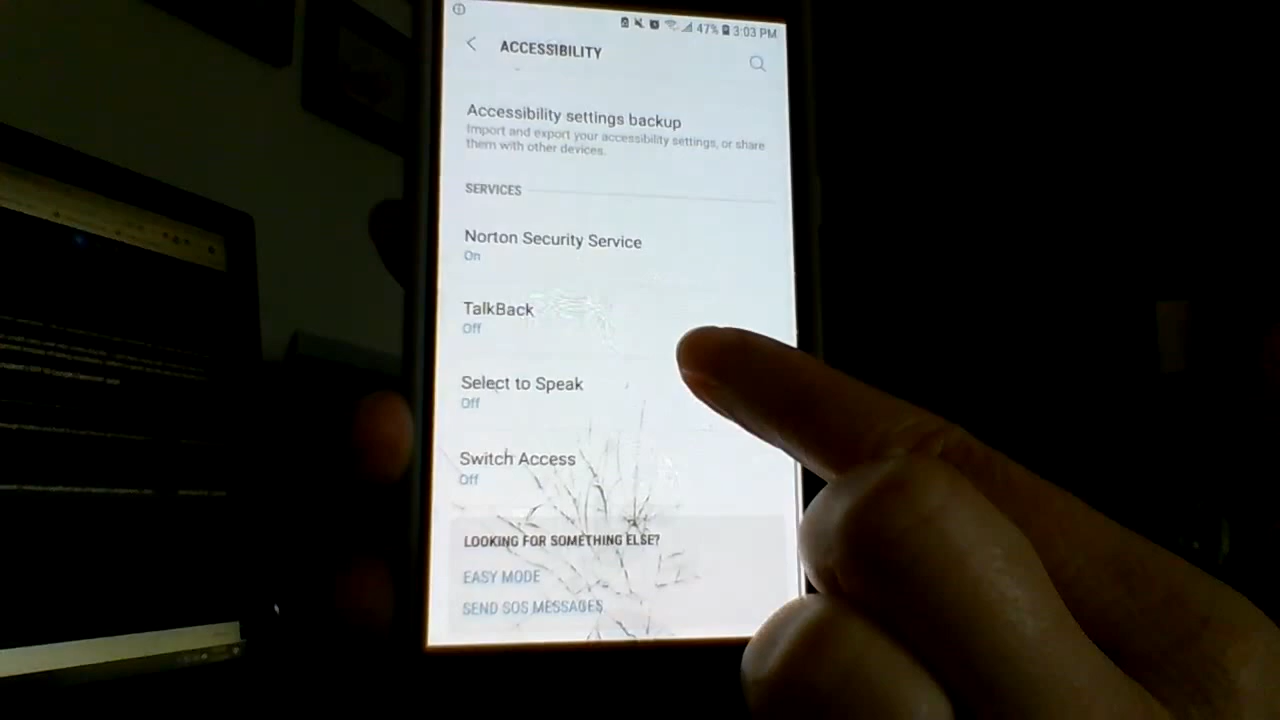 47% 3:03 PM
ACCESSIBILITY
Accessibility settings backup
Import and export your accessibility settings, or share
them with other devices.
SERVICES
Norton Security Service
On
TalkBack
Off
Select to Speak
Off
Switch Access
Off
LOOKING FOR SOMETHING ELSE?
EASY MODE
SEND SOS MESSAGES